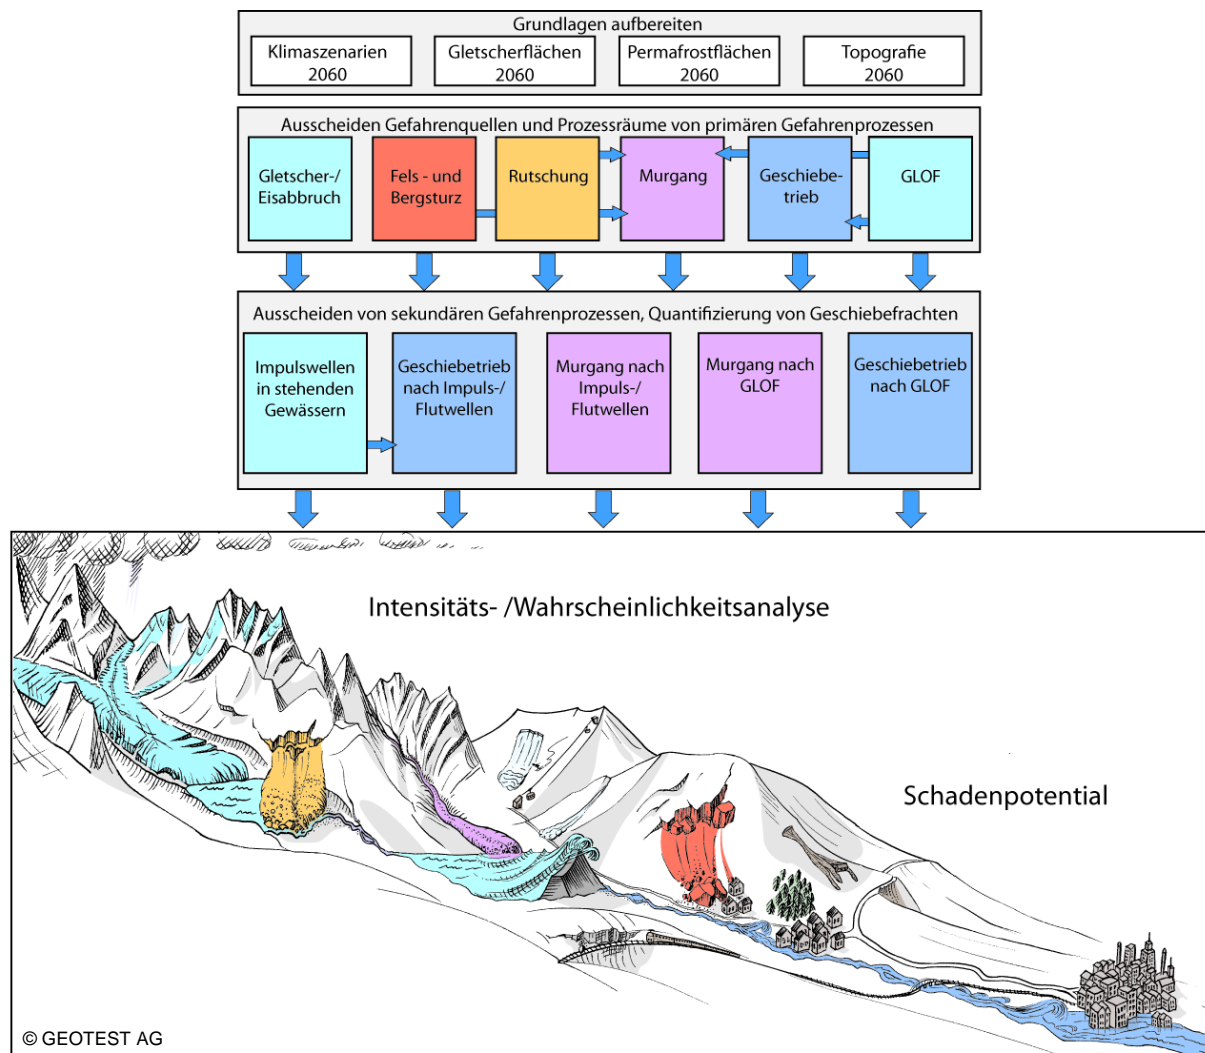 Grundlagen aufbereiten
Klimaszenarien
2060
Gletscherflächen
2060
Permafrostflächen
2060
Topografie
2060
Ausscheiden Gefahrenquellen und Prozessräume von primären Gefahrenprozessen
Gletscher-/
Eisabbruch
Fels - und
Bergsturz
Rutschung
Murgang
Geschiebe-
trieb
GLOF
Ausscheiden von sekundären Gefahrenprozessen, Quantifizierung von Geschiebefrachten
Impulswellen
in stehenden
Gewässern
Geschiebetrieb
nach Impuls-/
Flutwellen
Murgang nach
Impuls-/
Flutwellen
Murgang nach
GLOF
Geschiebetrieb
nach GLOF
Intensitäts- /Wahrscheinlichkeitsanalyse
Schadenpotential
© GEOTEST AG